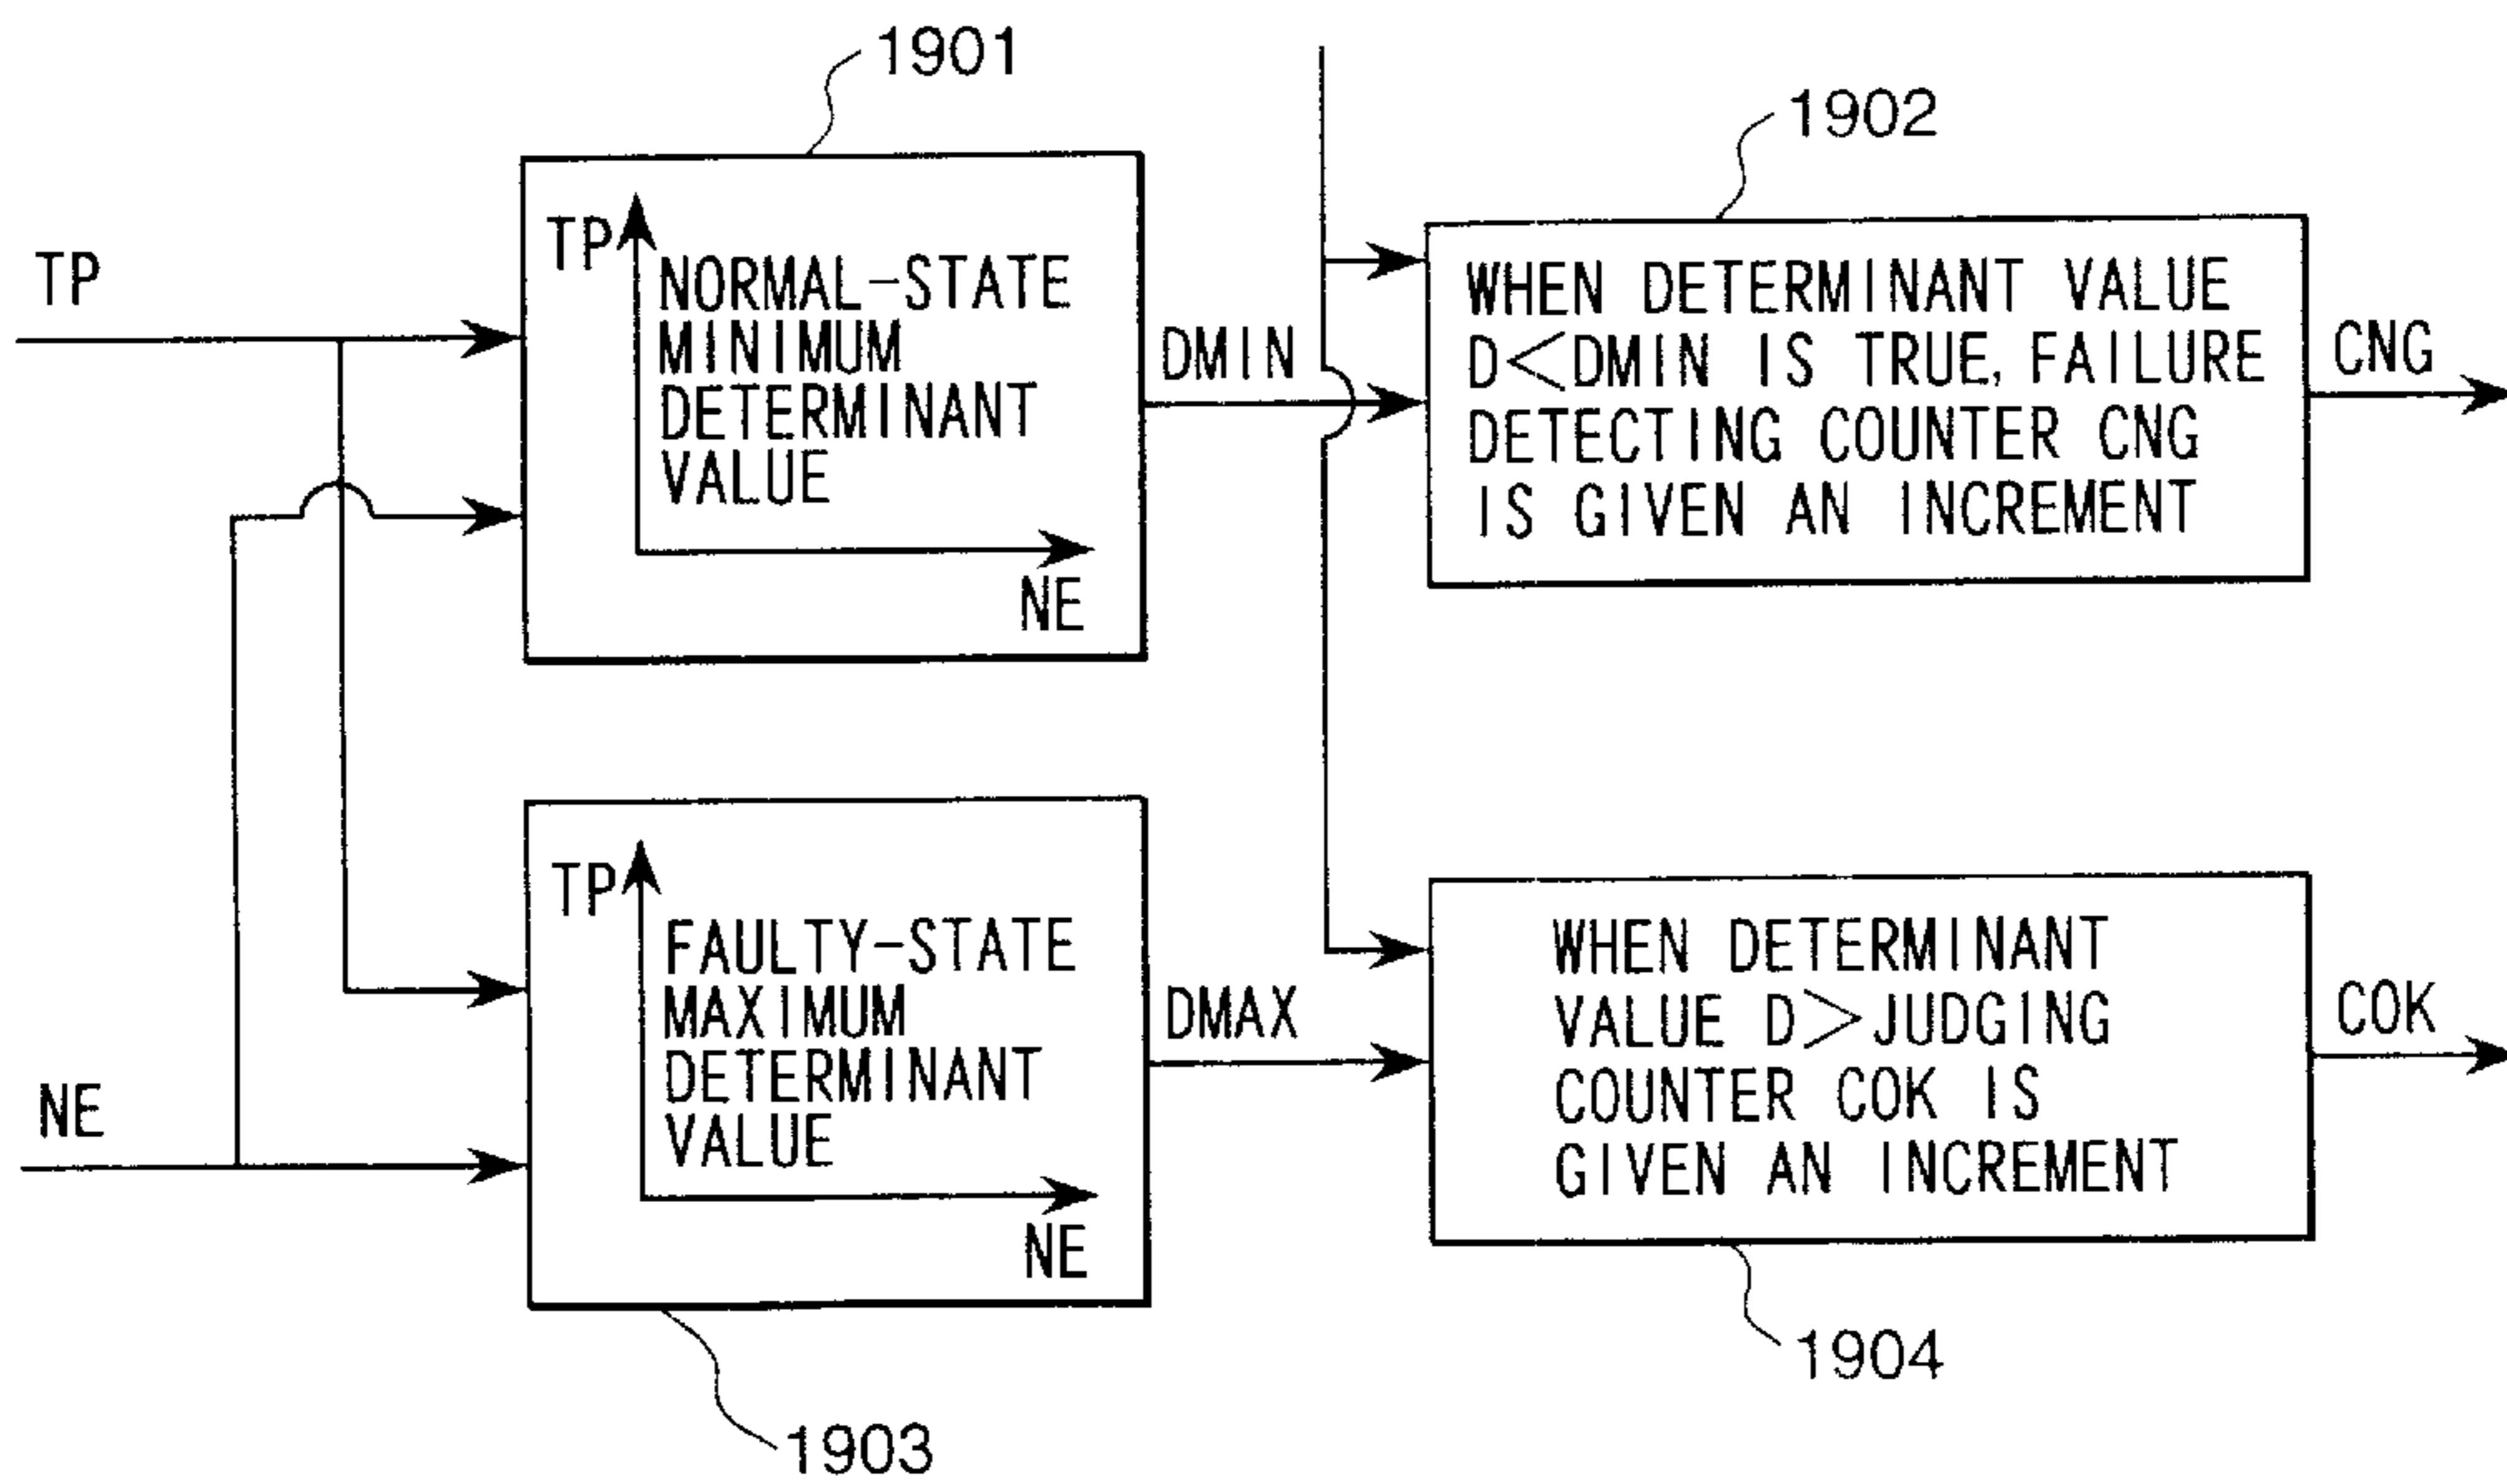 1901
1902
TP
TP
NORMAL-STATE
MINIMUM
DETERMINANT
VALUE
NE
DMIN
WHEN DETERMINANT VALUE
D<DMIN IS TRUE, FAILURE
DETECTING COUNTER CNG
IS GIVEN AN INCREMENT
CNG
NE
TP
FAULTY-STATE
MAXIMUM
DETERMINANT
VALUE
NE
DMAX
WHEN DETERMINANT
VALUE D>JUDGING
COUNTER COK IS
GIVEN AN INCREMENT
COK
1903
1904